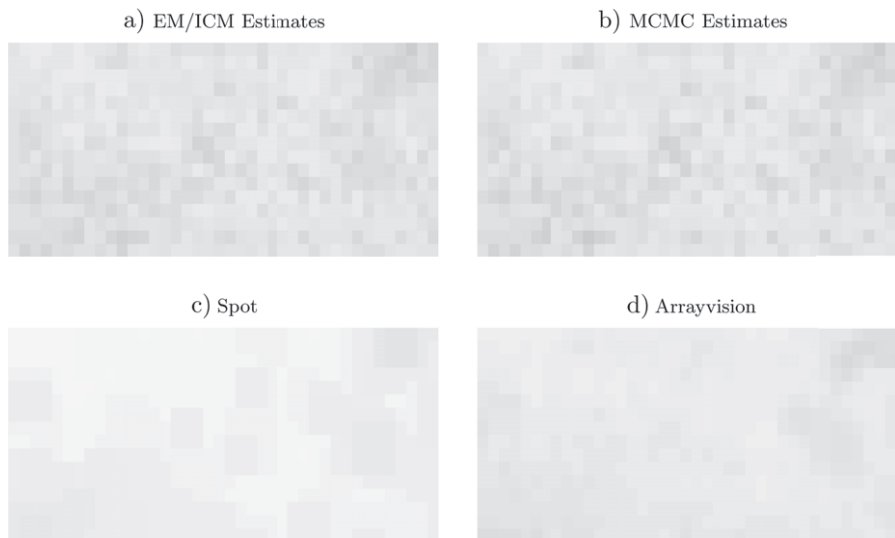 a) EM/ICM Estimates
b) MCMC Estimates
c) Spot
d) Arrayvision